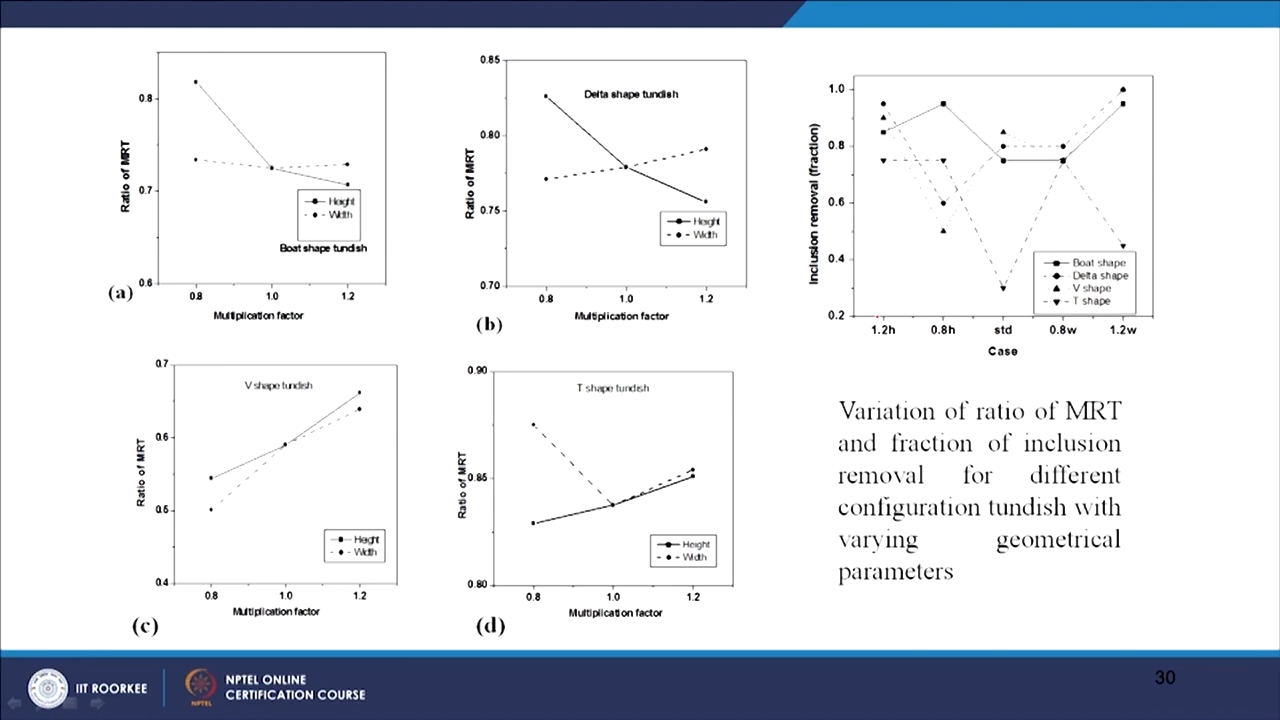 0.8
0.7
0.6
Ratio of MRT
Height
Width
Boat shape tundish
0.8
1.0
1.2
Multiplication factor
(a)
0.85
0.80
0.75
0.70
Ratio of MRT
Delta shape tundish
Height
Width
0.8
1.0
1.2
Multiplication factor
(b)
1.0
0.8
0.6
0.4
0.2
Inclusion removal (fraction)
Boat shape
Delta shape
V shape
T shape
1.2h
0.8h
std
0.8w
1.2w
Case
0.7
0.6
0.5
0.4
Ratio of MRT
V shape tundish
Height
Width
0.8
1.0
1.2
Multiplication factor
(c)
0.90
0.85
0.80
Ratio of MRT
T shape tundish
Height
Width
0.8
1.0
1.2
Multiplication factor
(d)
Variation of ratio of MRT
and fraction of inclusion
removal for different
configuration tundish with
varying geometrical
parameters
IIT ROORKEE
NPTEL
NPTEL ONLINE
CERTIFICATION COURSE
30